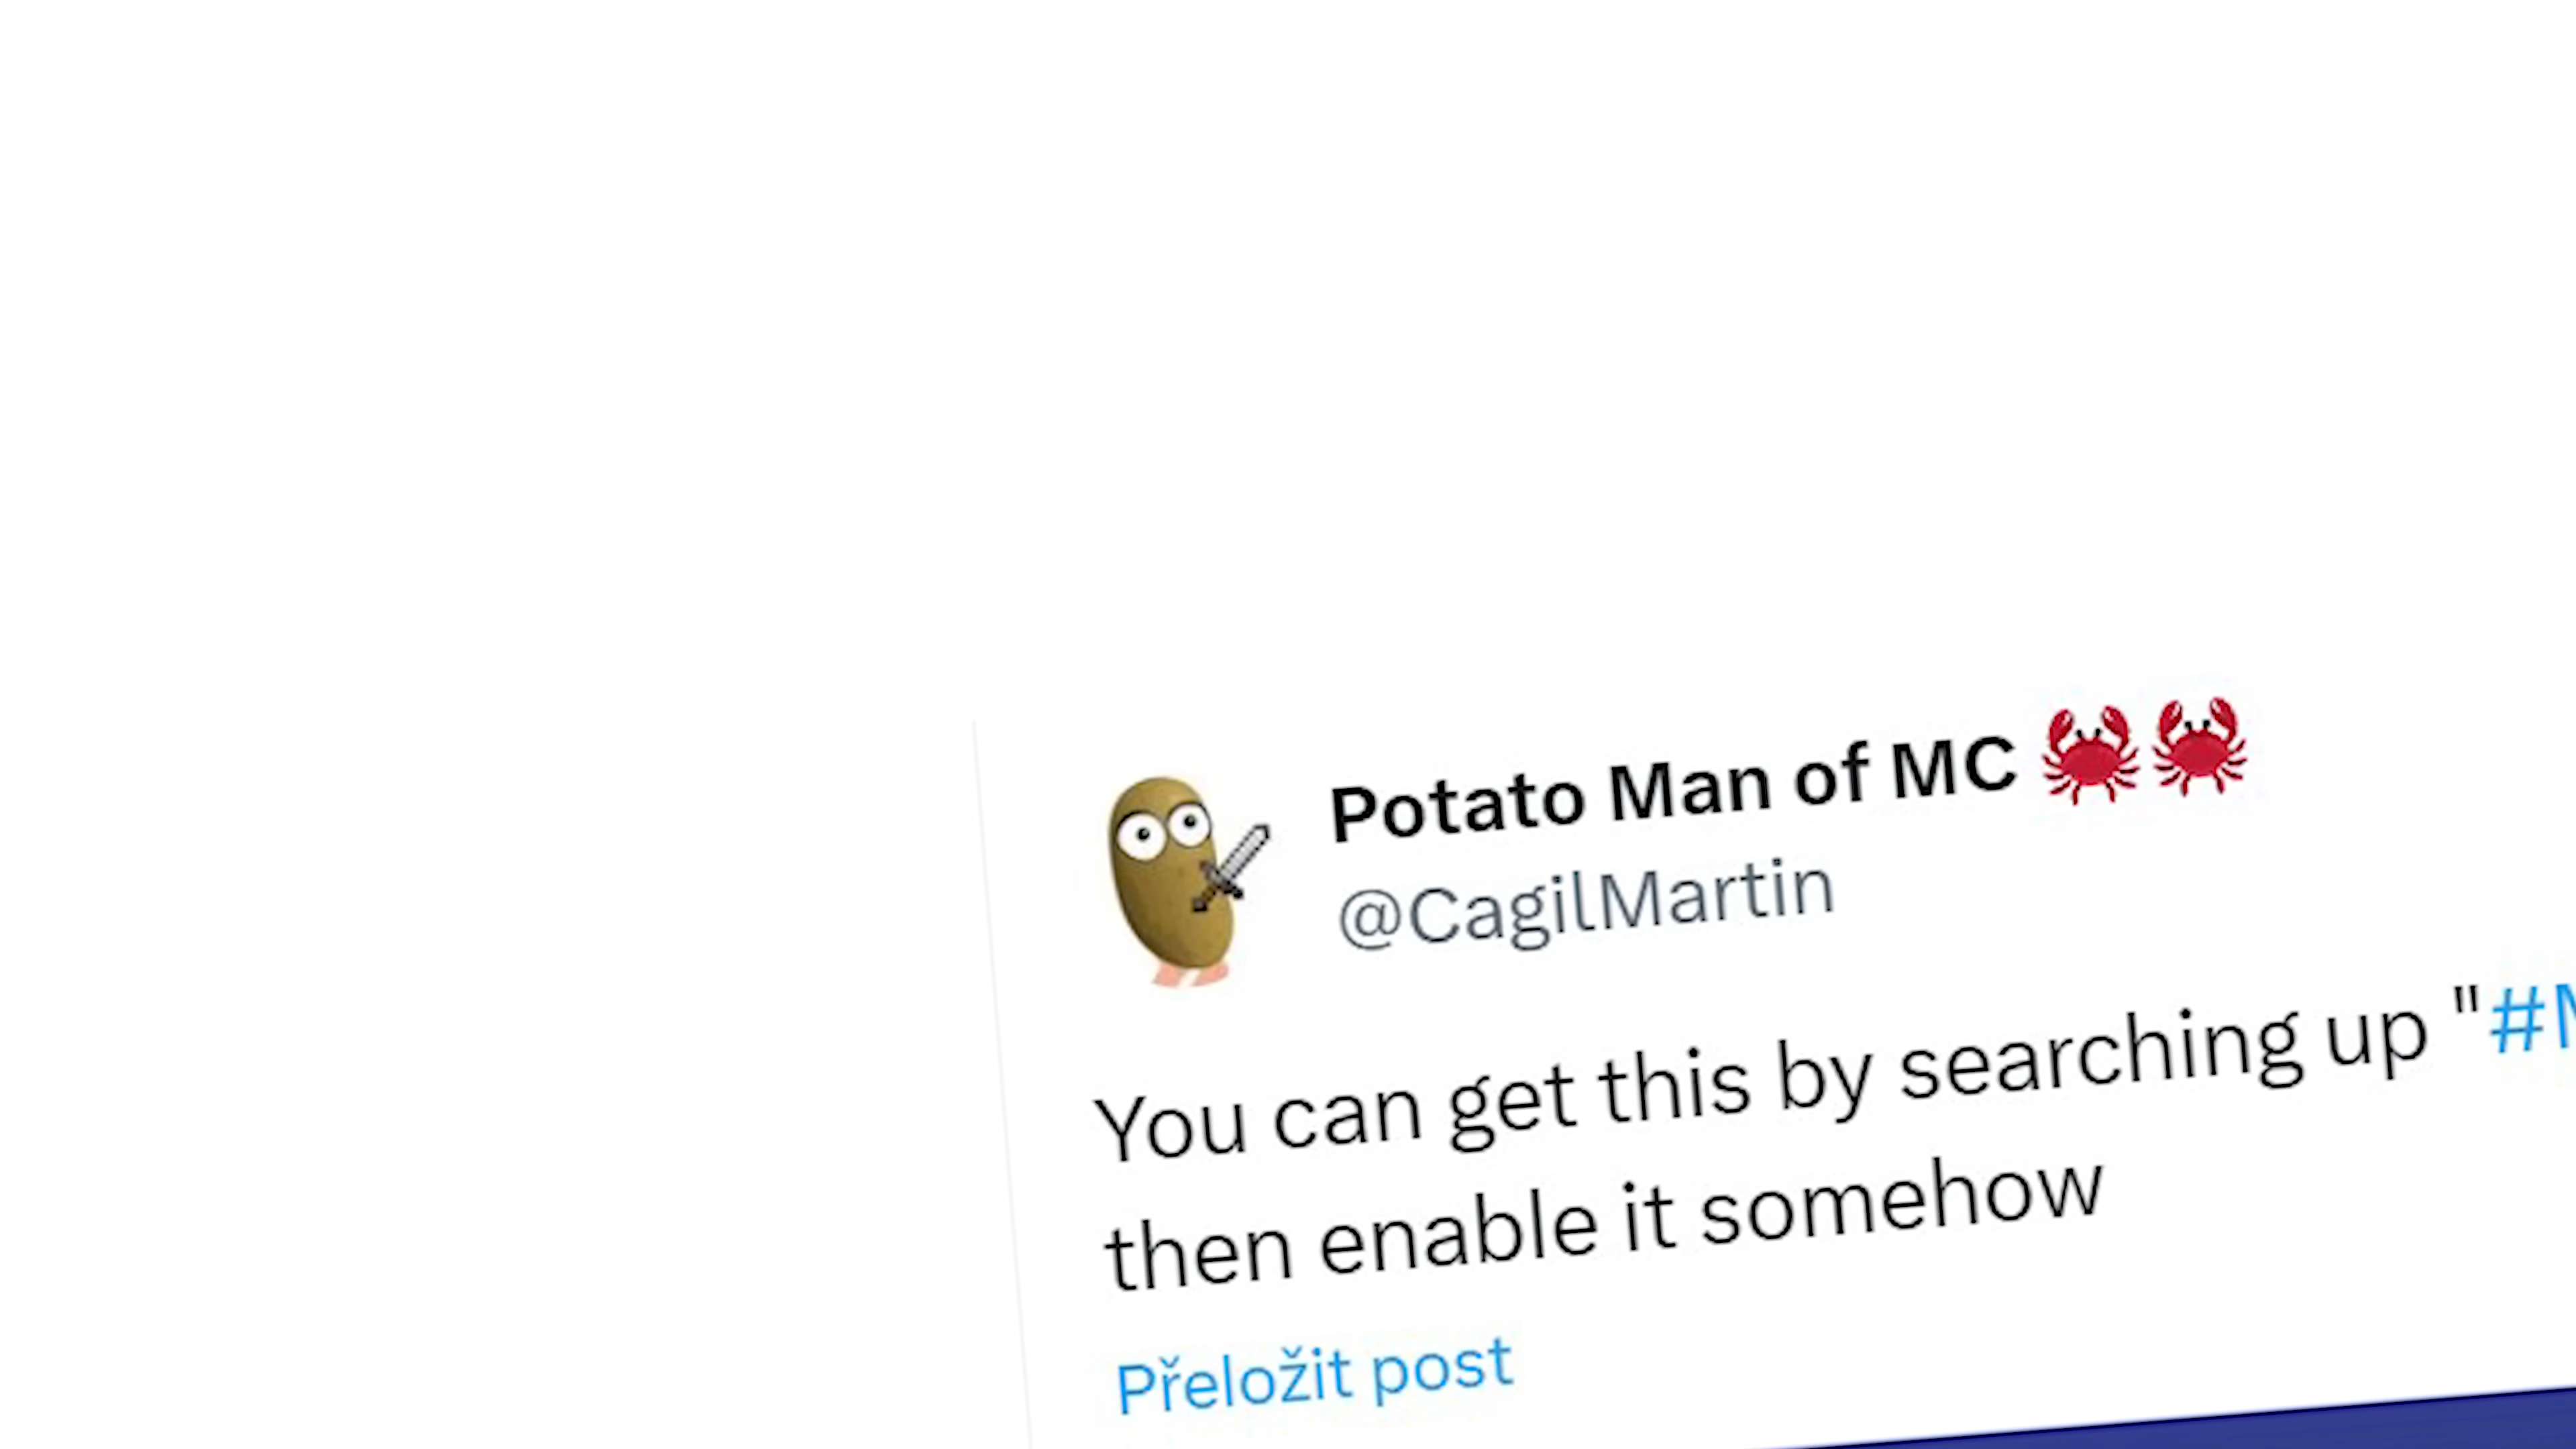 Potato Man of MC 🦀🦀
@CagilMartin
You can get this by searching up "
then enable it somehow
Přeložit post